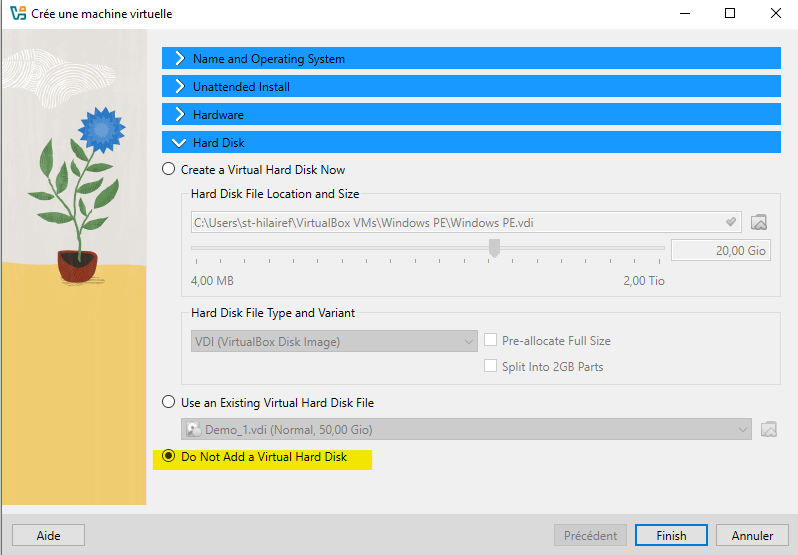 Crée une machine virtuelle
Name and Operating System
Unattended Install
Hardware
Hard Disk
Create a Virtual Hard Disk Now
Hard Disk File Location and Size
C:\Users\st-hilairef\VirtualBox VMs\Windows PE\Windows PE.vdi
20,00 Gio
4,00 MB 2,00 Tio
Hard Disk File Type and Variant
VDI (VirtualBox Disk Image) Pre-allocate Full Size
Split Into 2GB Parts
Use an Existing Virtual Hard Disk File
Demo_1.vdi (Normal, 50,00 Gio)
Do Not Add a Virtual Hard Disk
Aide Précédent Finish Annuler